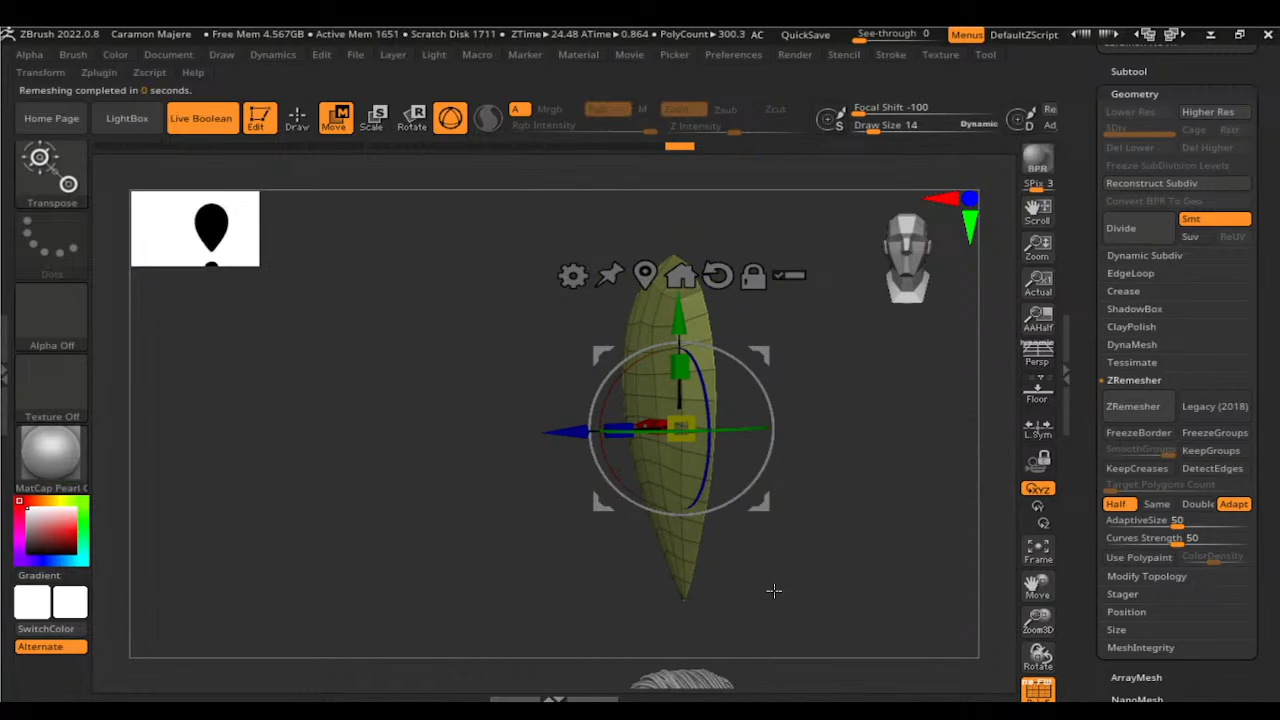 ZBrush 2022.0.8 Caramon Majere • Free Mem 4.567GB • Active Mem 1651 • Scratch Disk 1711 • ZTime▸24.48 ATime▸0.864 • PolyCount▸300.3 AC QuickSave See-through 0 Menus DefaultZScript
Alpha Brush Color Document Draw Dynamics Edit File Layer Light Macro Marker Material Movie Picker Preferences Render Stencil Stroke Texture Tool
Transform Zplugin Zscript Help
Remeshing completed in 0 seconds.
Home Page LightBox Live Boolean Edit Draw Move Scale Rotate
A Mrgb M Zadd Zsub Zcut
Rgb Intensity Z Intensity
Focal Shift -100
Draw Size 14 Dynamic
S D
Transpose
Dots
Alpha Off
Texture Off
MatCap Pearl C
Gradient
SwitchColor
Alternate
BPR
SPix 3
Scroll
Zoom
Actual
AAHalf
Dynamic
Persp
Floor
L.Sym
XYZ
Frame
Move
Zoom3D
Rotate
Subtool
Geometry
Lower Res Higher Res
SDiv Cage Rstr
Del Lower Del Higher
Freeze SubDivision Levels
Reconstruct Subdiv
Convert BPR To Geo
Divide Smt
Suv ReUV
Dynamic Subdiv
EdgeLoop
Crease
ShadowBox
ClayPolish
DynaMesh
Tessimate
ZRemesher
ZRemesher Legacy (2018)
FreezeBorder FreezeGroups
SmoothGroups KeepGroups
KeepCreases DetectEdges
Target Polygons Count
Half Same Double Adapt
AdaptiveSize 50
Curves Strength 50
Use Polypaint ColorDensity
Modify Topology
Stager
Position
Size
MeshIntegrity
ArrayMesh
NanoMesh